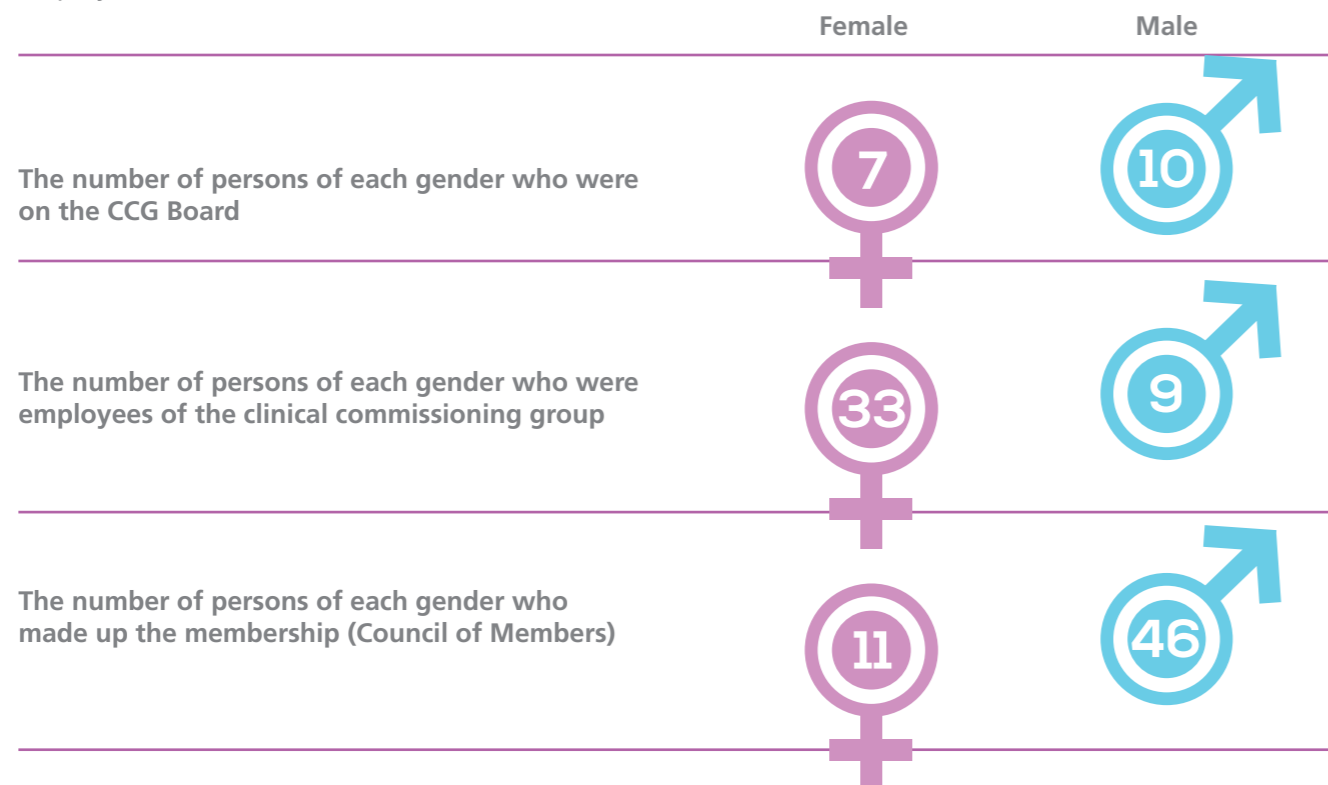 Female Male
The number of persons of each gender who were
on the CCG Board
7 10
The number of persons of each gender who were
employees of the clinical commissioning group
33 9
The number of persons of each gender who
made up the membership (Council of Members)
11 46